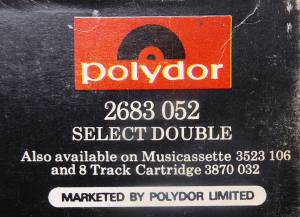 polydor
2683 052
SELECT DOUBLE
Also available on Musicassette 3523 106
and 8 Track Cartridge 3870 032
MARKETED BY POLYDOR LIMITED